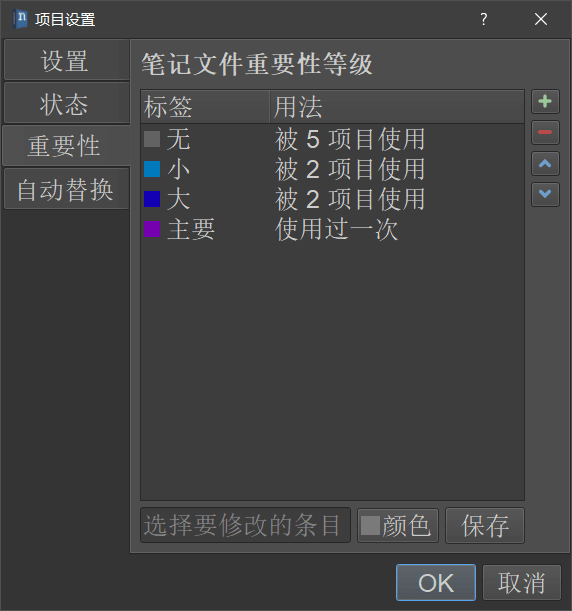 项目设置
?
设置
状态
重要性
自动替换
笔记文件重要性等级
标签 用法
无 被 5 项目使用
小 被 2 项目使用
大 被 2 项目使用
主要 使用过一次
选择要修改的条目 颜色 保存
OK 取消